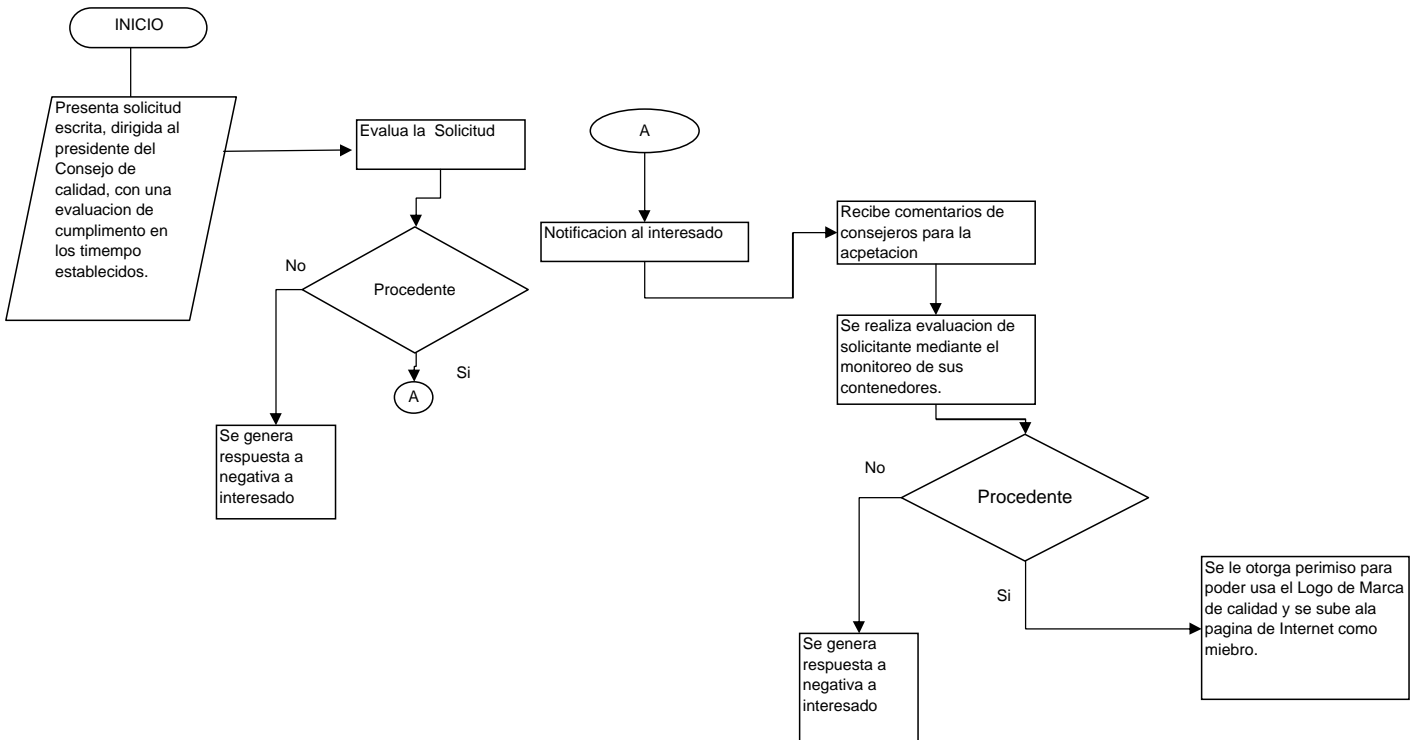 INICIO
Presenta solicitud
escrita, dirigida al
presidente del
Consejo de
calidad, con una
evaluacion de
cumplimento en
los timempo
establecidos.
Evalua la Solicitud
Procedente
No
Si
A
Se genera
respuesta a
negativa a
interesado
A
Notificacion al interesado
Recibe comentarios de
consejeros para la
acpetacion
Se realiza evaluacion de
solicitante mediante el
monitoreo de sus
contenedores.
Procedente
No
Si
Se genera
respuesta a
negativa a
interesado
Se le otorga perimiso para
poder usa el Logo de Marca
de calidad y se sube ala
pagina de Internet como
miebro.